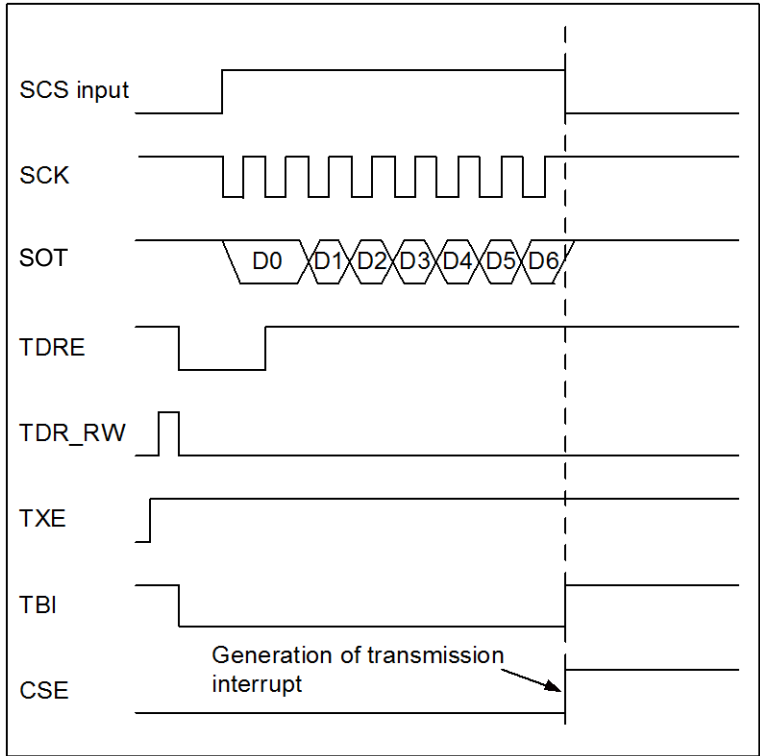 SCS input
SCK
SOT
D0 D1 D2 D3 D4 D5 D6
TDRE
TDR_RW
TXE
TBI
Generation of transmission
interrupt
CSE